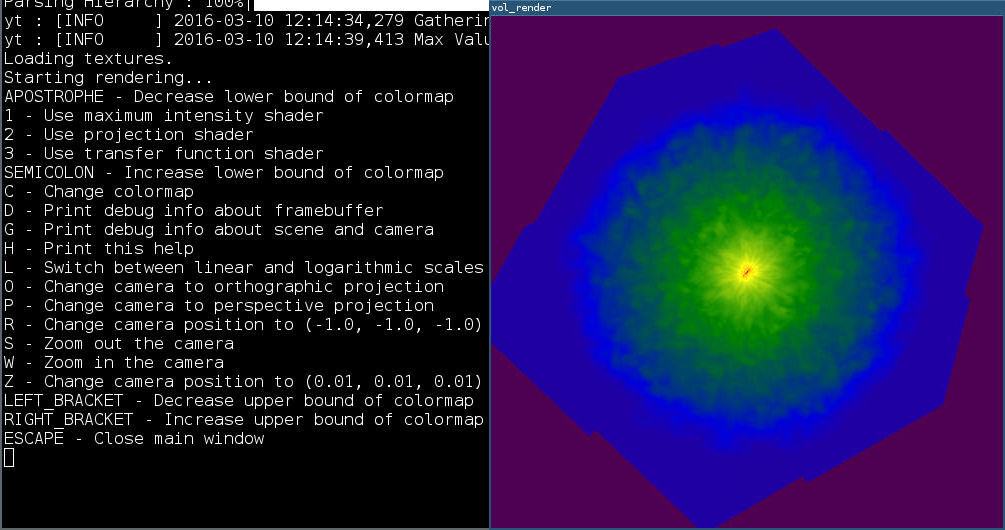 Parsing Hierarchy : 100%|
yt : [INFO     ] 2016-03-10 12:14:34,279 Gatherin
yt : [INFO     ] 2016-03-10 12:14:39,413 Max Valu
Loading textures.
Starting rendering...
APOSTROPHE - Decrease lower bound of colormap
1 - Use maximum intensity shader
2 - Use projection shader
3 - Use transfer function shader
SEMICOLON - Increase lower bound of colormap
C - Change colormap
D - Print debug info about framebuffer
G - Print debug info about scene and camera
H - Print this help
L - Switch between linear and logarithmic scales
O - Change camera to orthographic projection
P - Change camera to perspective projection
R - Change camera position to (-1.0, -1.0, -1.0)
S - Zoom out the camera
W - Zoom in the camera
Z - Change camera position to (0.01, 0.01, 0.01)
LEFT_BRACKET - Decrease upper bound of colormap
RIGHT_BRACKET - Increase upper bound of colormap
ESCAPE - Close main window
vol_render